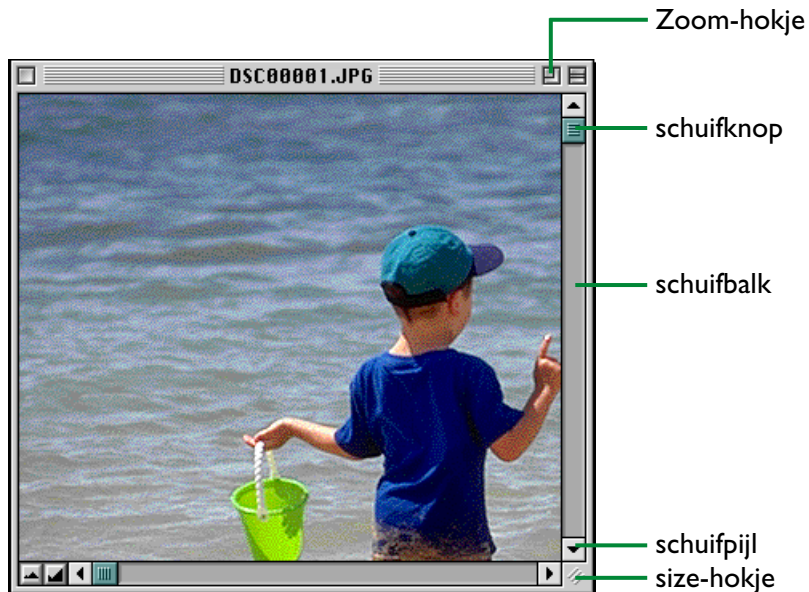 Zoom-hokje
DSC00001.JPG
schuifknop
schuifbalk
schuifpijl
size-hokje